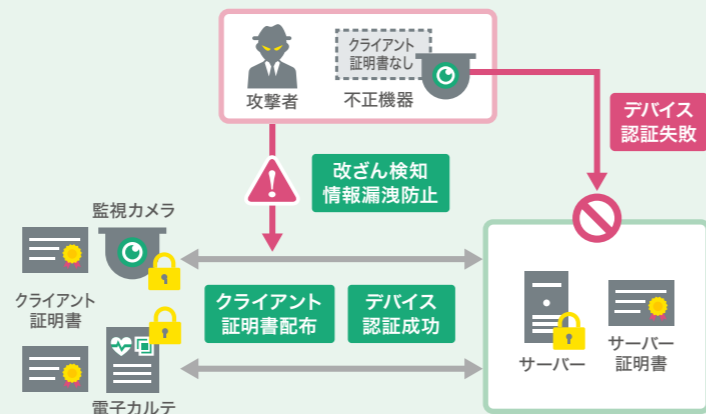 クライアント
証明書なし
攻撃者
不正機器
デバイス
認証失敗
改ざん検知
情報漏洩防止
監視カメラ
クライアント
証明書
クライアント
証明書配布
デバイス
認証成功
サーバー
サーバー
証明書
電子カルテ